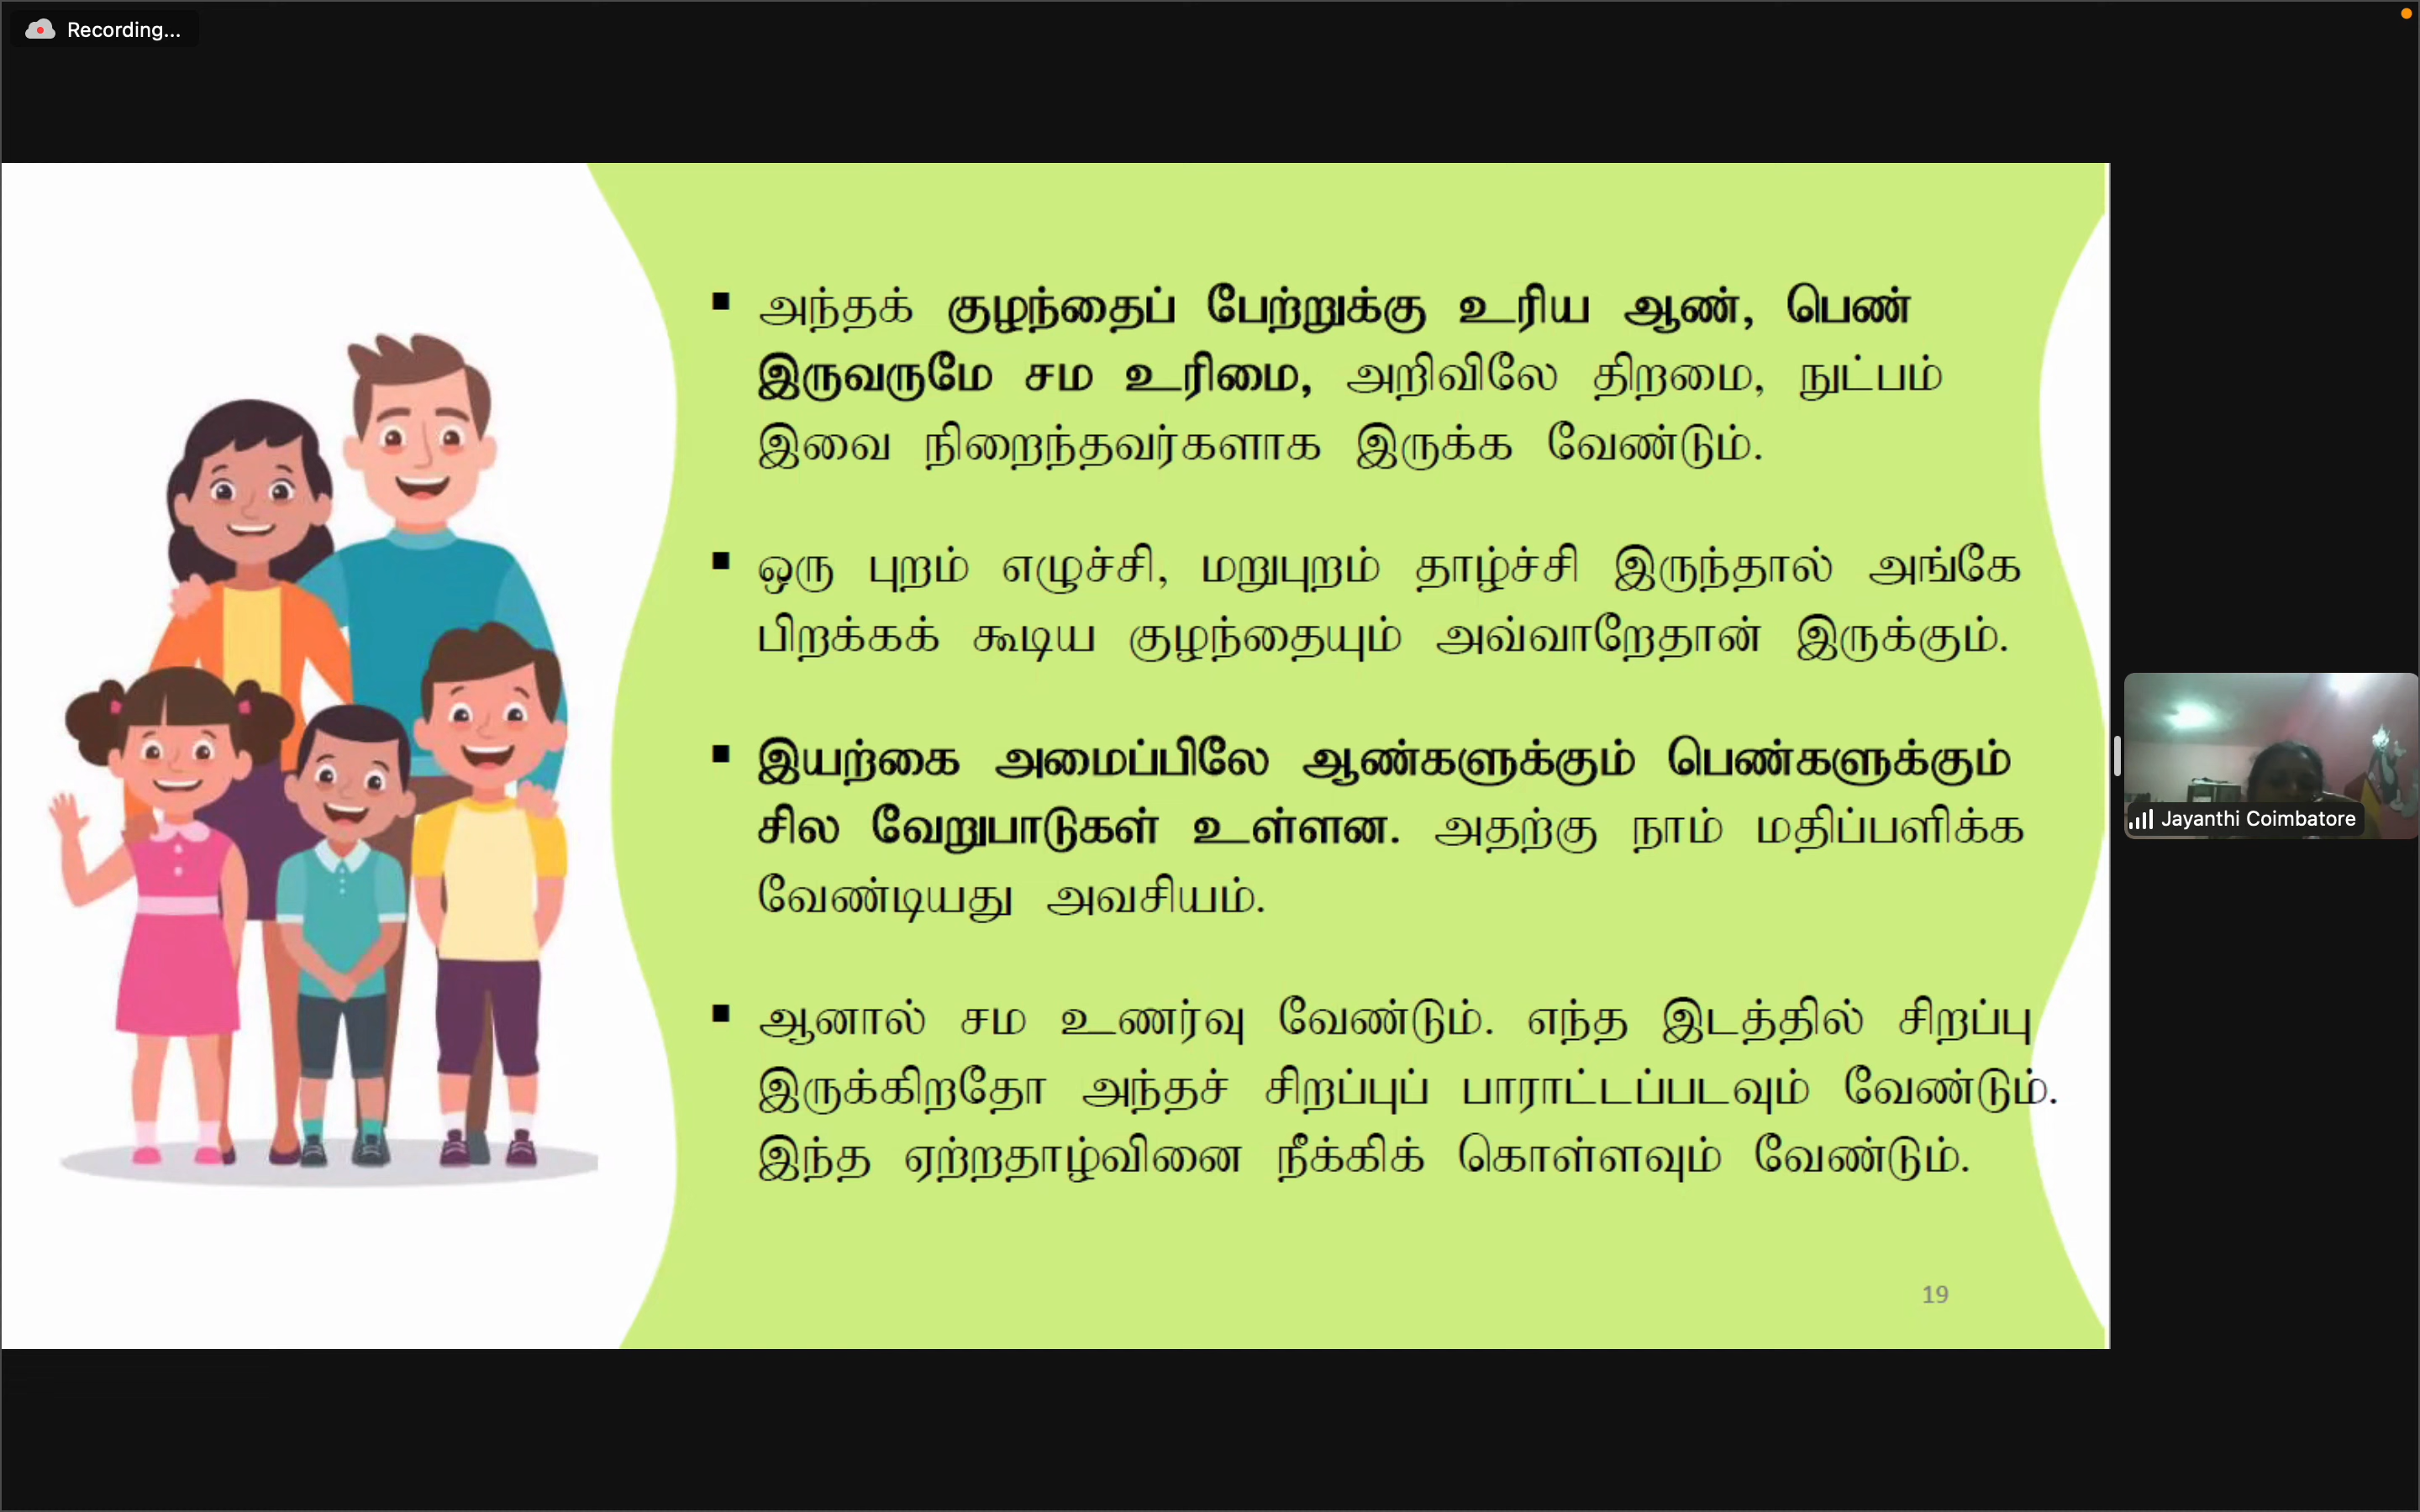 Recording...
▪ அந்தக் குழந்தைப் பேற்றுக்கு உரிய ஆண், பெண்
இருவருமே சம உரிமை, அறிவிலே திறமை, நுட்பம்
இவை நிறைந்தவர்களாக இருக்க வேண்டும்.
▪ ஒரு புறம் எழுச்சி, மறுபுறம் தாழ்ச்சி இருந்தால் அங்கே
பிறக்கக் கூடிய குழந்தையும் அவ்வாறேதான் இருக்கும்.
▪ இயற்கை அமைப்பிலே ஆண்களுக்கும் பெண்களுக்கும்
சில வேறுபாடுகள் உள்ளன. அதற்கு நாம் மதிப்பளிக்க
வேண்டியது அவசியம்.
▪ ஆனால் சம உணர்வு வேண்டும். எந்த இடத்தில் சிறப்பு
இருக்கிறதோ அந்தச் சிறப்புப் பாராட்டப்படவும் வேண்டும்.
இந்த ஏற்றதாழ்வினை நீக்கிக் கொள்ளவும் வேண்டும்.
19
Jayanthi Coimbatore